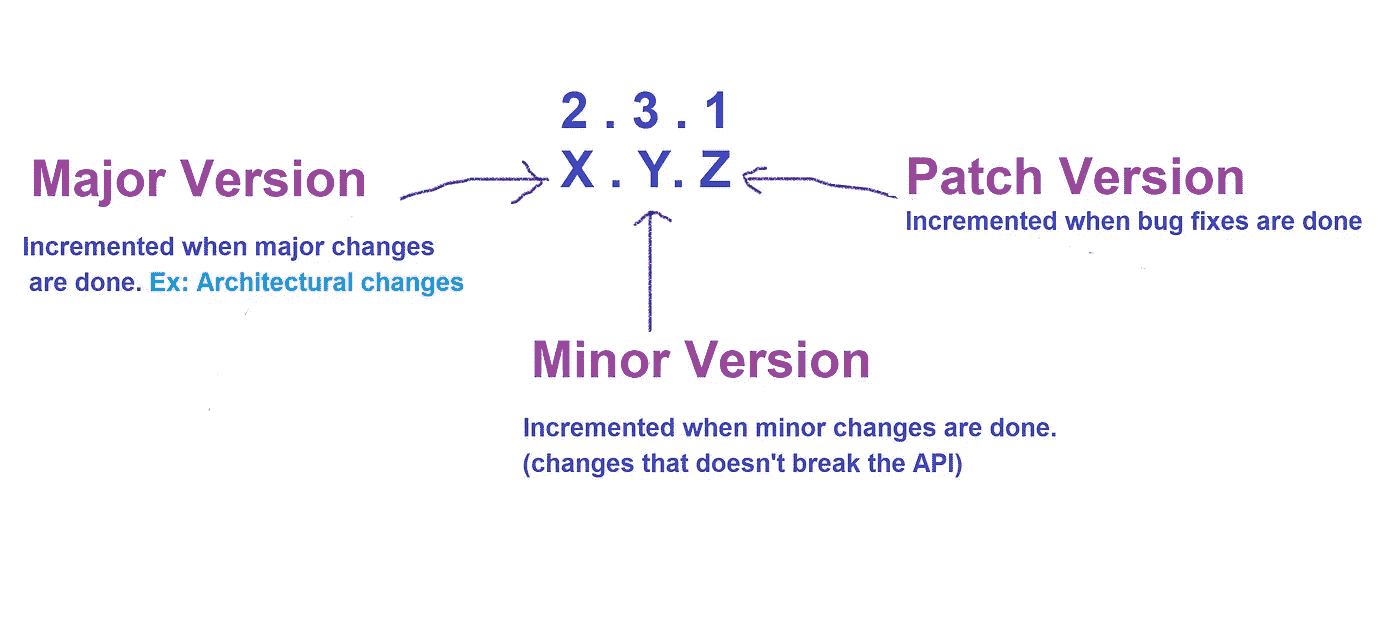 2 . 3 . 1
X . Y. Z
Major Version
Incremented when major changes
are done. Ex: Architectural changes
Patch Version
Incremented when bug fixes are done
Minor Version
Incremented when minor changes are done.
(changes that doesn't break the API)